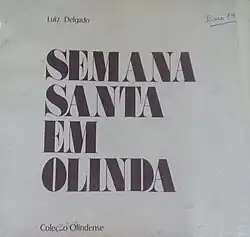 Luiz Delgado
SEMANA
SANTA
EM
OLINDA
Coleção Olindense